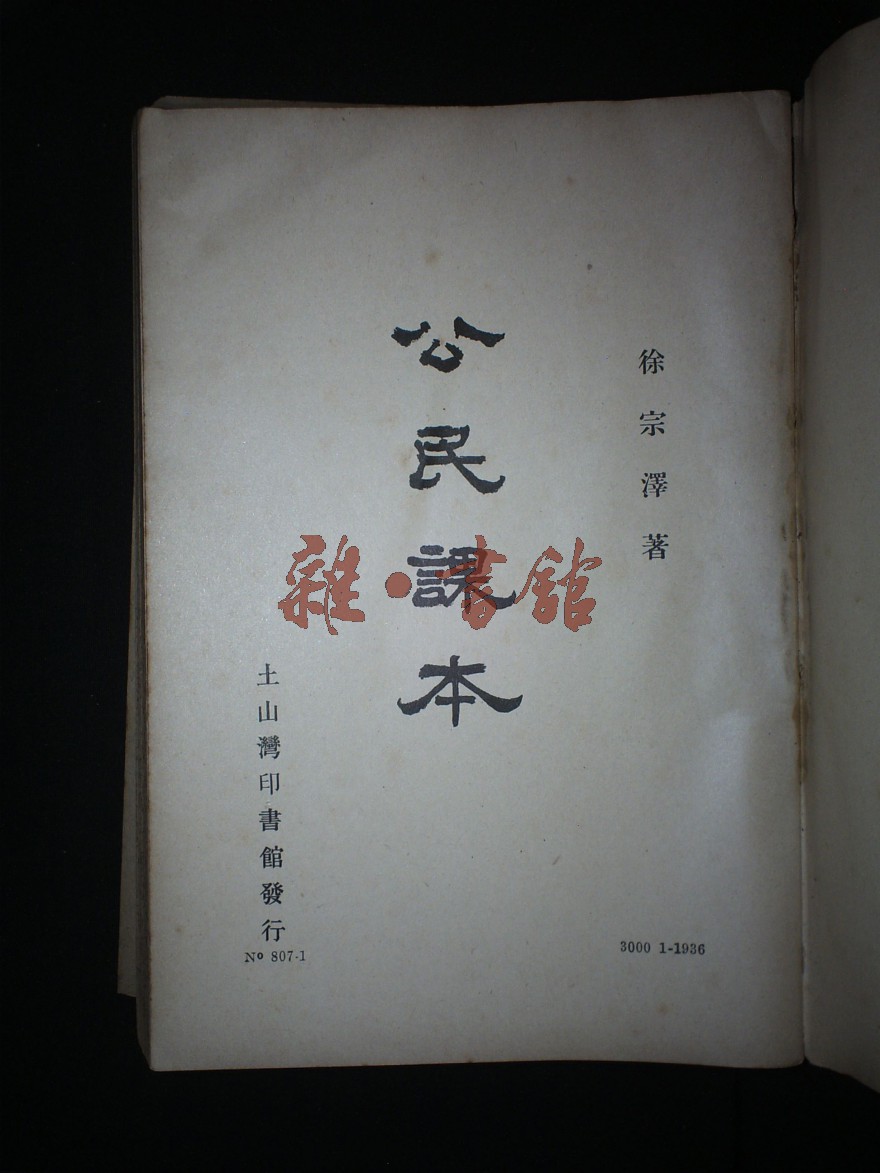 徐宗澤著
公民課本
雜·書館
土山灣印書館發行
Nº 807-1
3000 1-1936